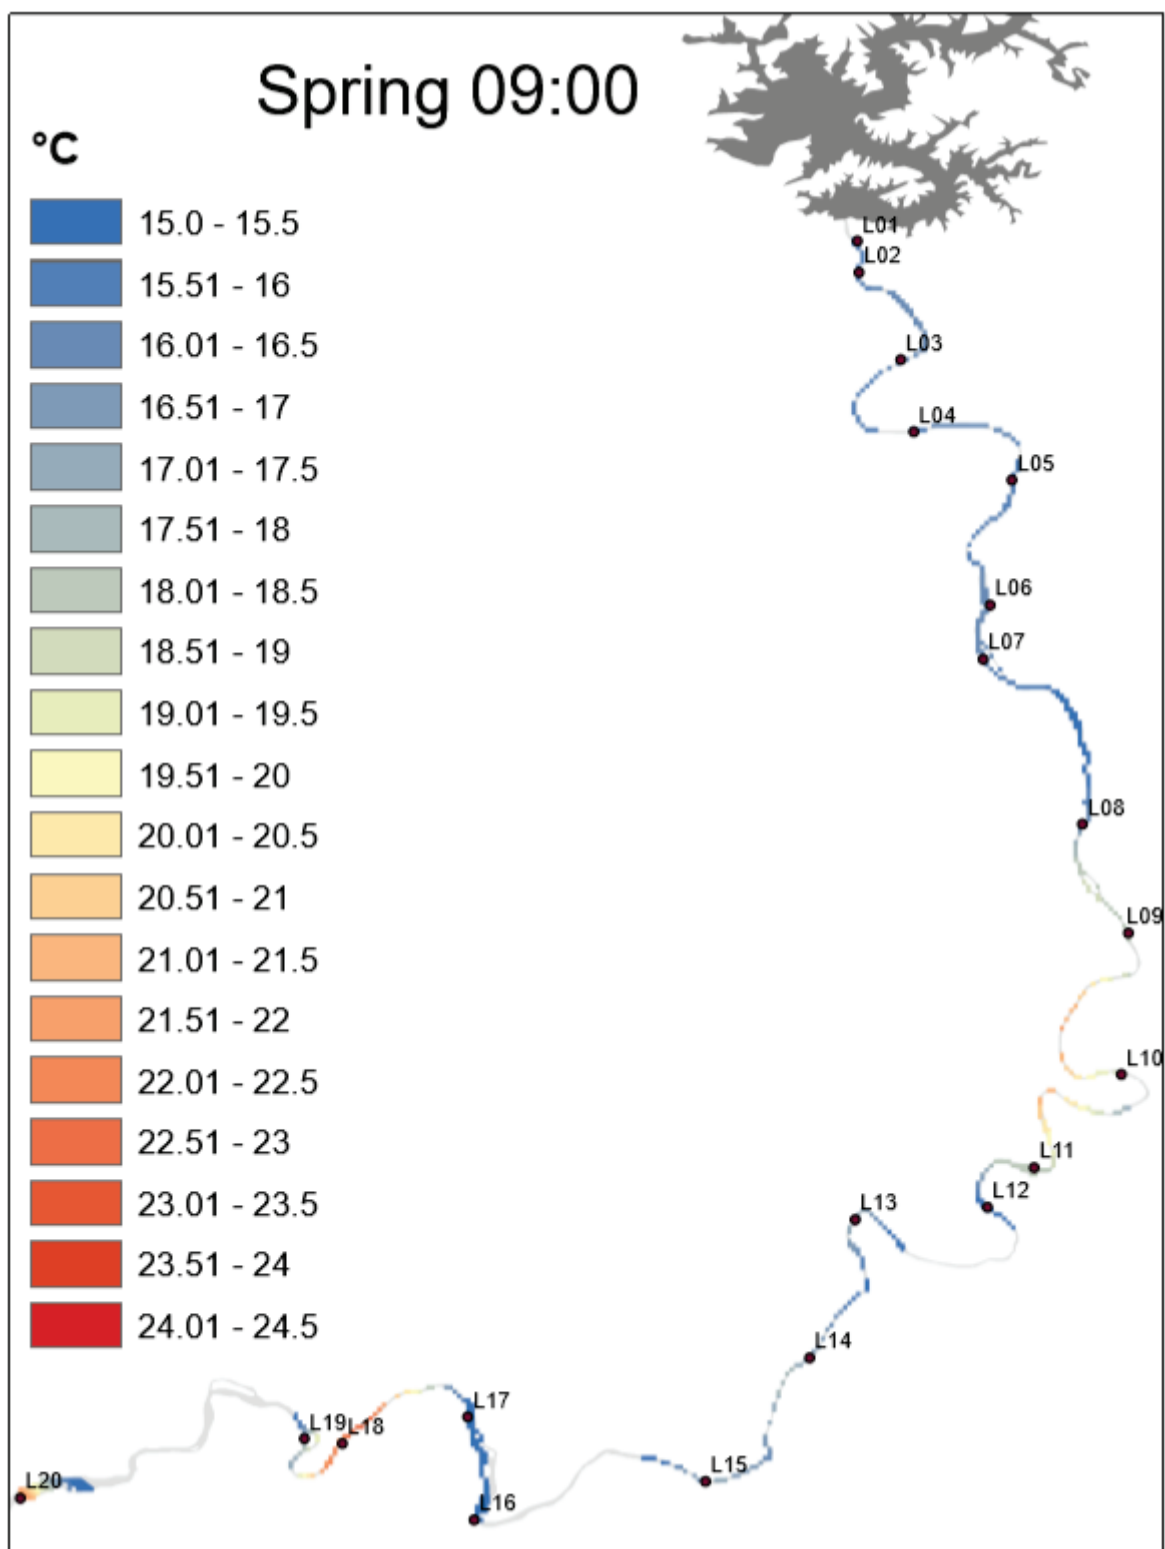 Spring 09:00
°C
15.0 - 15.5
15.51 - 16
16.01 - 16.5
16.51 - 17
17.01 - 17.5
17.51 - 18
18.01 - 18.5
18.51 - 19
19.01 - 19.5
19.51 - 20
20.01 - 20.5
20.51 - 21
21.01 - 21.5
21.51 - 22
22.01 - 22.5
22.51 - 23
23.01 - 23.5
23.51 - 24
24.01 - 24.5
L01
L02
L03
L04
L05
L06
L07
L08
L09
L10
L11
L12
L13
L14
L15
L16
L17
L18
L19
L20